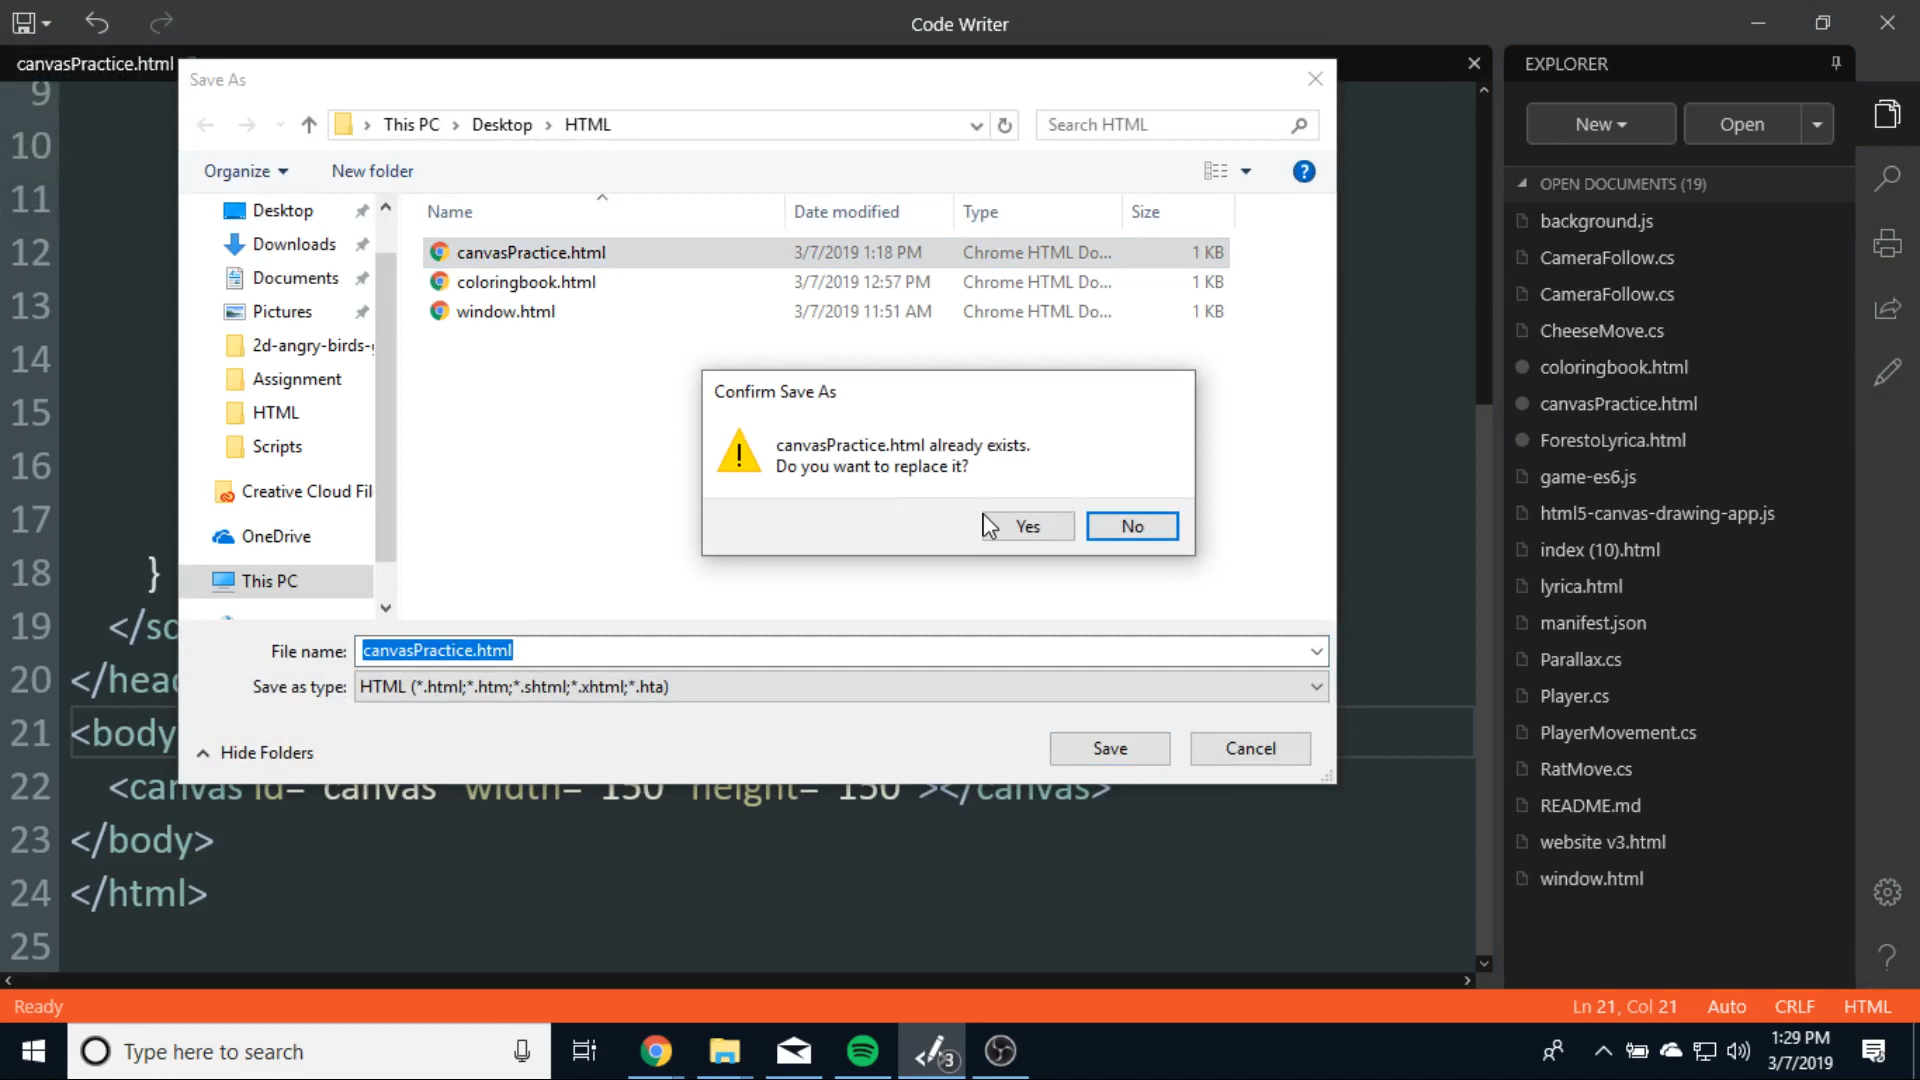 Code Writer
canvasPractice.html
Save As
This PC
Desktop
HTML
Search HTML
Organize
New folder
Name
Date modified
Type
Size
Desktop
Downloads
Documents
Pictures
2d-angry-birds-
Assignment
HTML
Scripts
Creative Cloud Fil
OneDrive
This PC
canvasPractice.html 3/7/2019 1:18 PM Chrome HTML Do... 1 KB
coloringbook.html 3/7/2019 12:57 PM Chrome HTML Do... 1 KB
window.html 3/7/2019 11:51 AM Chrome HTML Do... 1 KB
Confirm Save As
canvasPractice.html already exists.
Do you want to replace it?
Yes
No
File name: canvasPractice.html
Save as type: HTML (*.html;*.htm;*.shtml;*.xhtml;*.hta)
Hide Folders
Save
Cancel
9
10
11
12
13
14
15
16
17
18 }
19 </sc
20 </head
21 <body
22 <canvas id="canvas" width="150" height="150"></canvas>
23 </body>
24 </html>
25
EXPLORER
New
Open
OPEN DOCUMENTS (19)
background.js
CameraFollow.cs
CameraFollow.cs
CheeseMove.cs
coloringbook.html
canvasPractice.html
ForestoLyrica.html
game-es6.js
html5-canvas-drawing-app.js
index (10).html
lyrica.html
manifest.json
Parallax.cs
Player.cs
PlayerMovement.cs
RatMove.cs
README.md
website v3.html
window.html
Ready
Ln 21, Col 21
Auto
CRLF
HTML
Type here to search
3
1:29 PM
3/7/2019